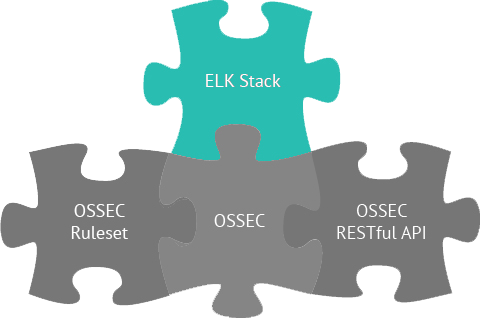 ELK Stack
OSSEC
Ruleset
OSSEC
OSSEC
RESTful API